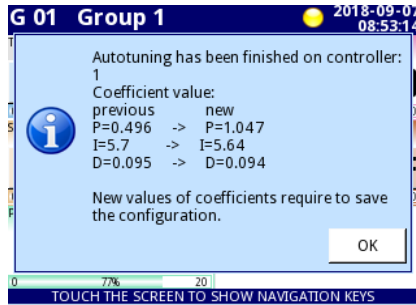 G 01 Group 1
2018-09-07
08:53:14
Autotuning has been finished on controller:
1
Coefficient value:
previous new
P=0.496 -> P=1.047
I=5.7 -> I=5.64
D=0.095 -> D=0.094
New values of coefficients require to save
the configuration.
OK
0 77% 20
TOUCH THE SCREEN TO SHOW NAVIGATION KEYS